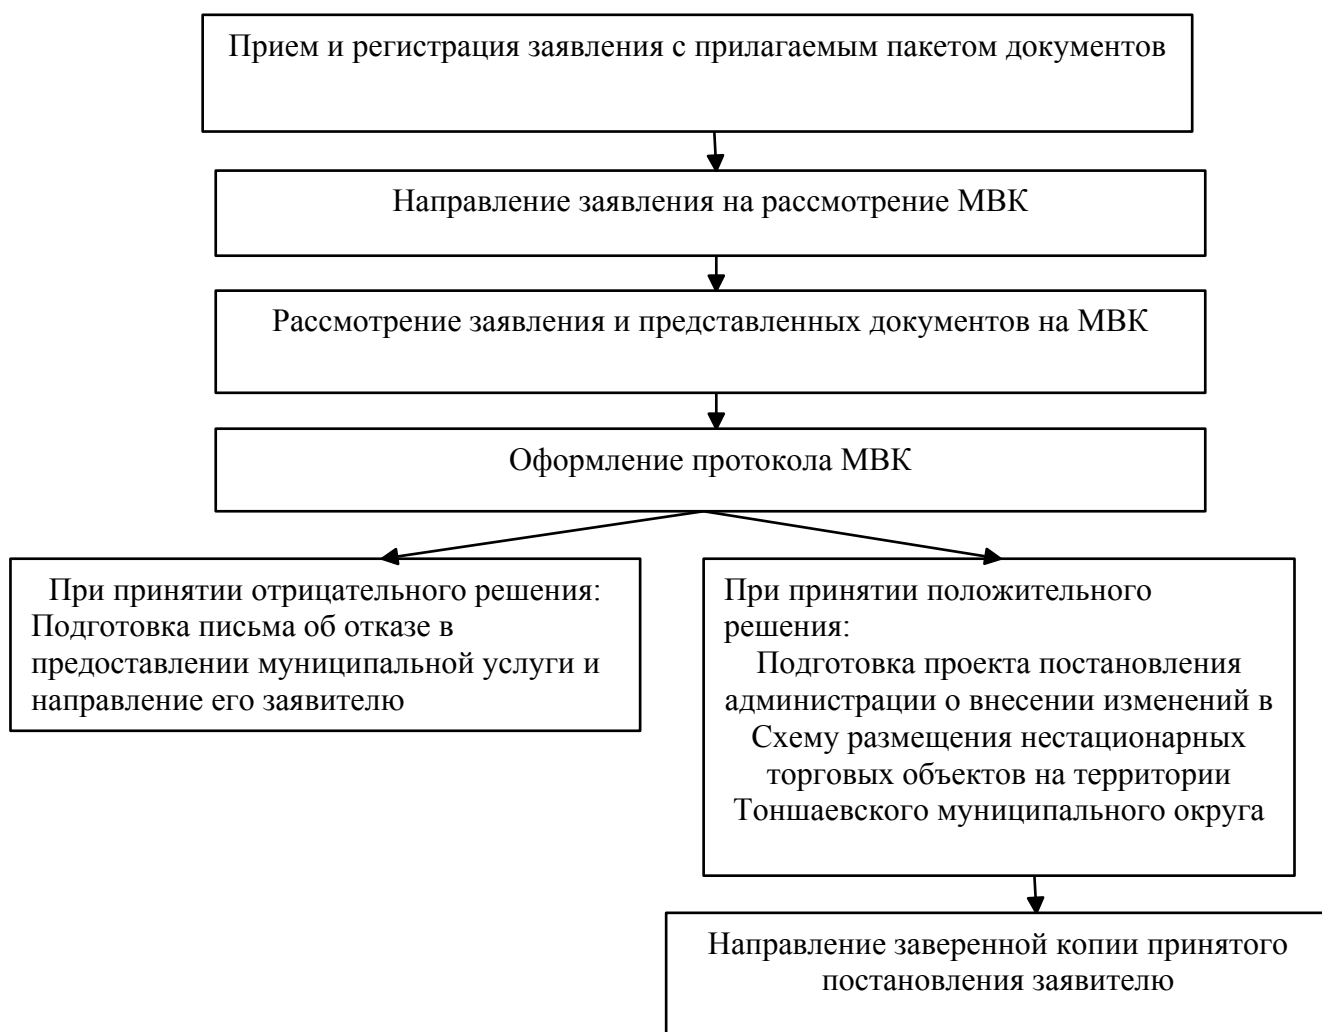 Прием и регистрация заявления с прилагаемым пакетом документов
Направление заявления на рассмотрение МВК
Рассмотрение заявления и представленных документов на МВК
Оформление протокола МВК
При принятии отрицательного решения:
Подготовка письма об отказе в
предоставлении муниципальной услуги и
направление его заявителю
При принятии положительного
решения:
Подготовка проекта постановления
администрации о внесении изменений в
Схему размещения нестационарных
торговых объектов на территории
Тоншаевского муниципального округа
Направление заверенной копии принятого
постановления заявителю